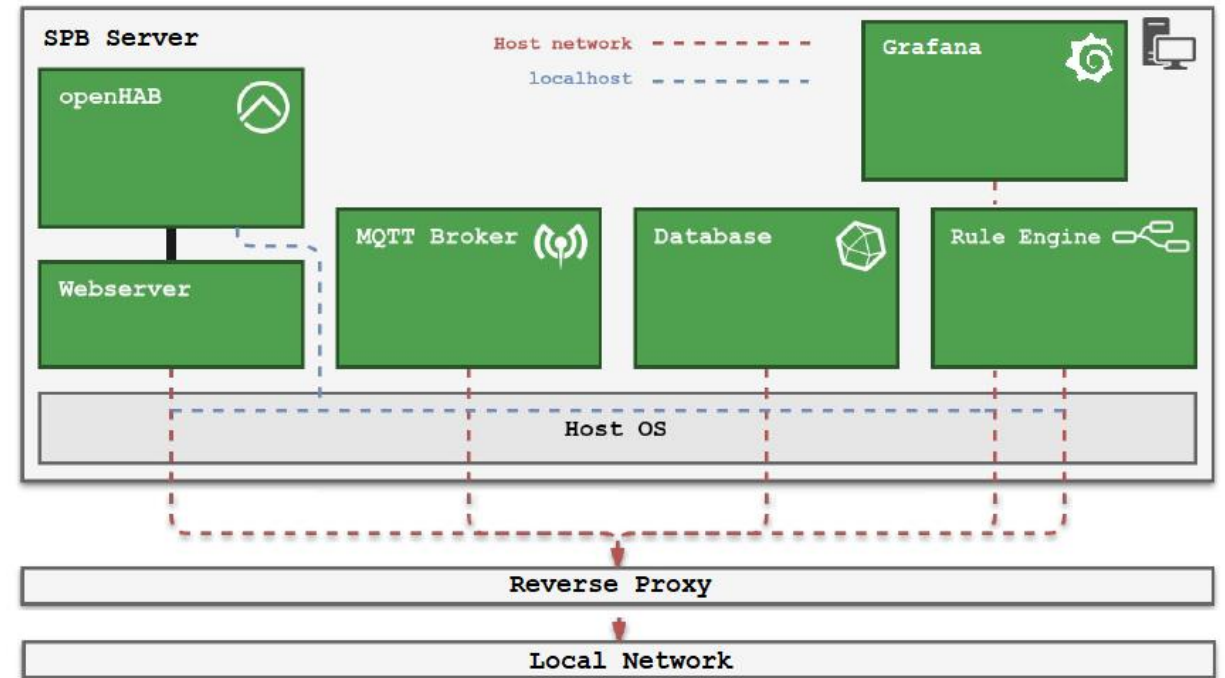 SPB Server
Host network
localhost
Grafana
openHAB
MQTT Broker
Database
Rule Engine
Webserver
Host OS
Reverse Proxy
Local Network